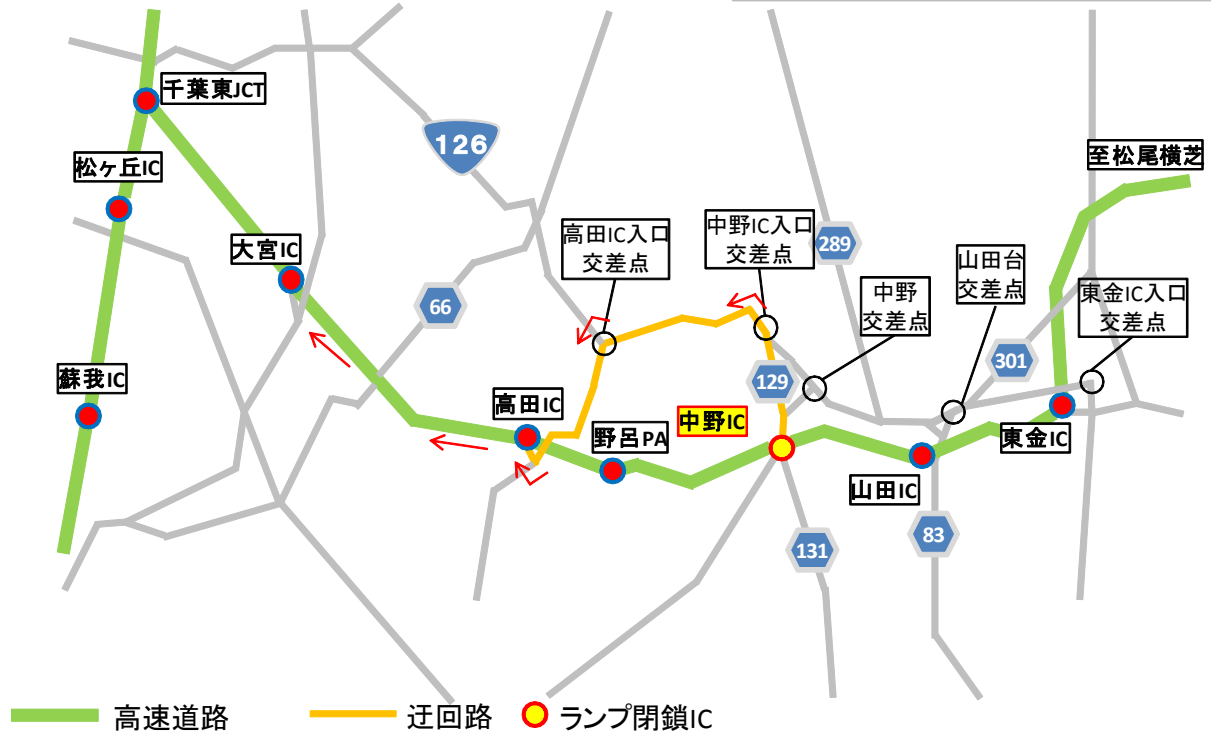 千葉東JCT
126
至松尾横芝
松ヶ丘IC
高田IC入口
交差点
中野IC入口
交差点
289
大宮IC
山田台
交差点
東金IC入口
交差点
中野
交差点
66
301
蘇我IC
129
高田IC
野呂PA
中野IC
東金IC
山田IC
131
83
高速道路
迂回路
ランプ閉鎖IC